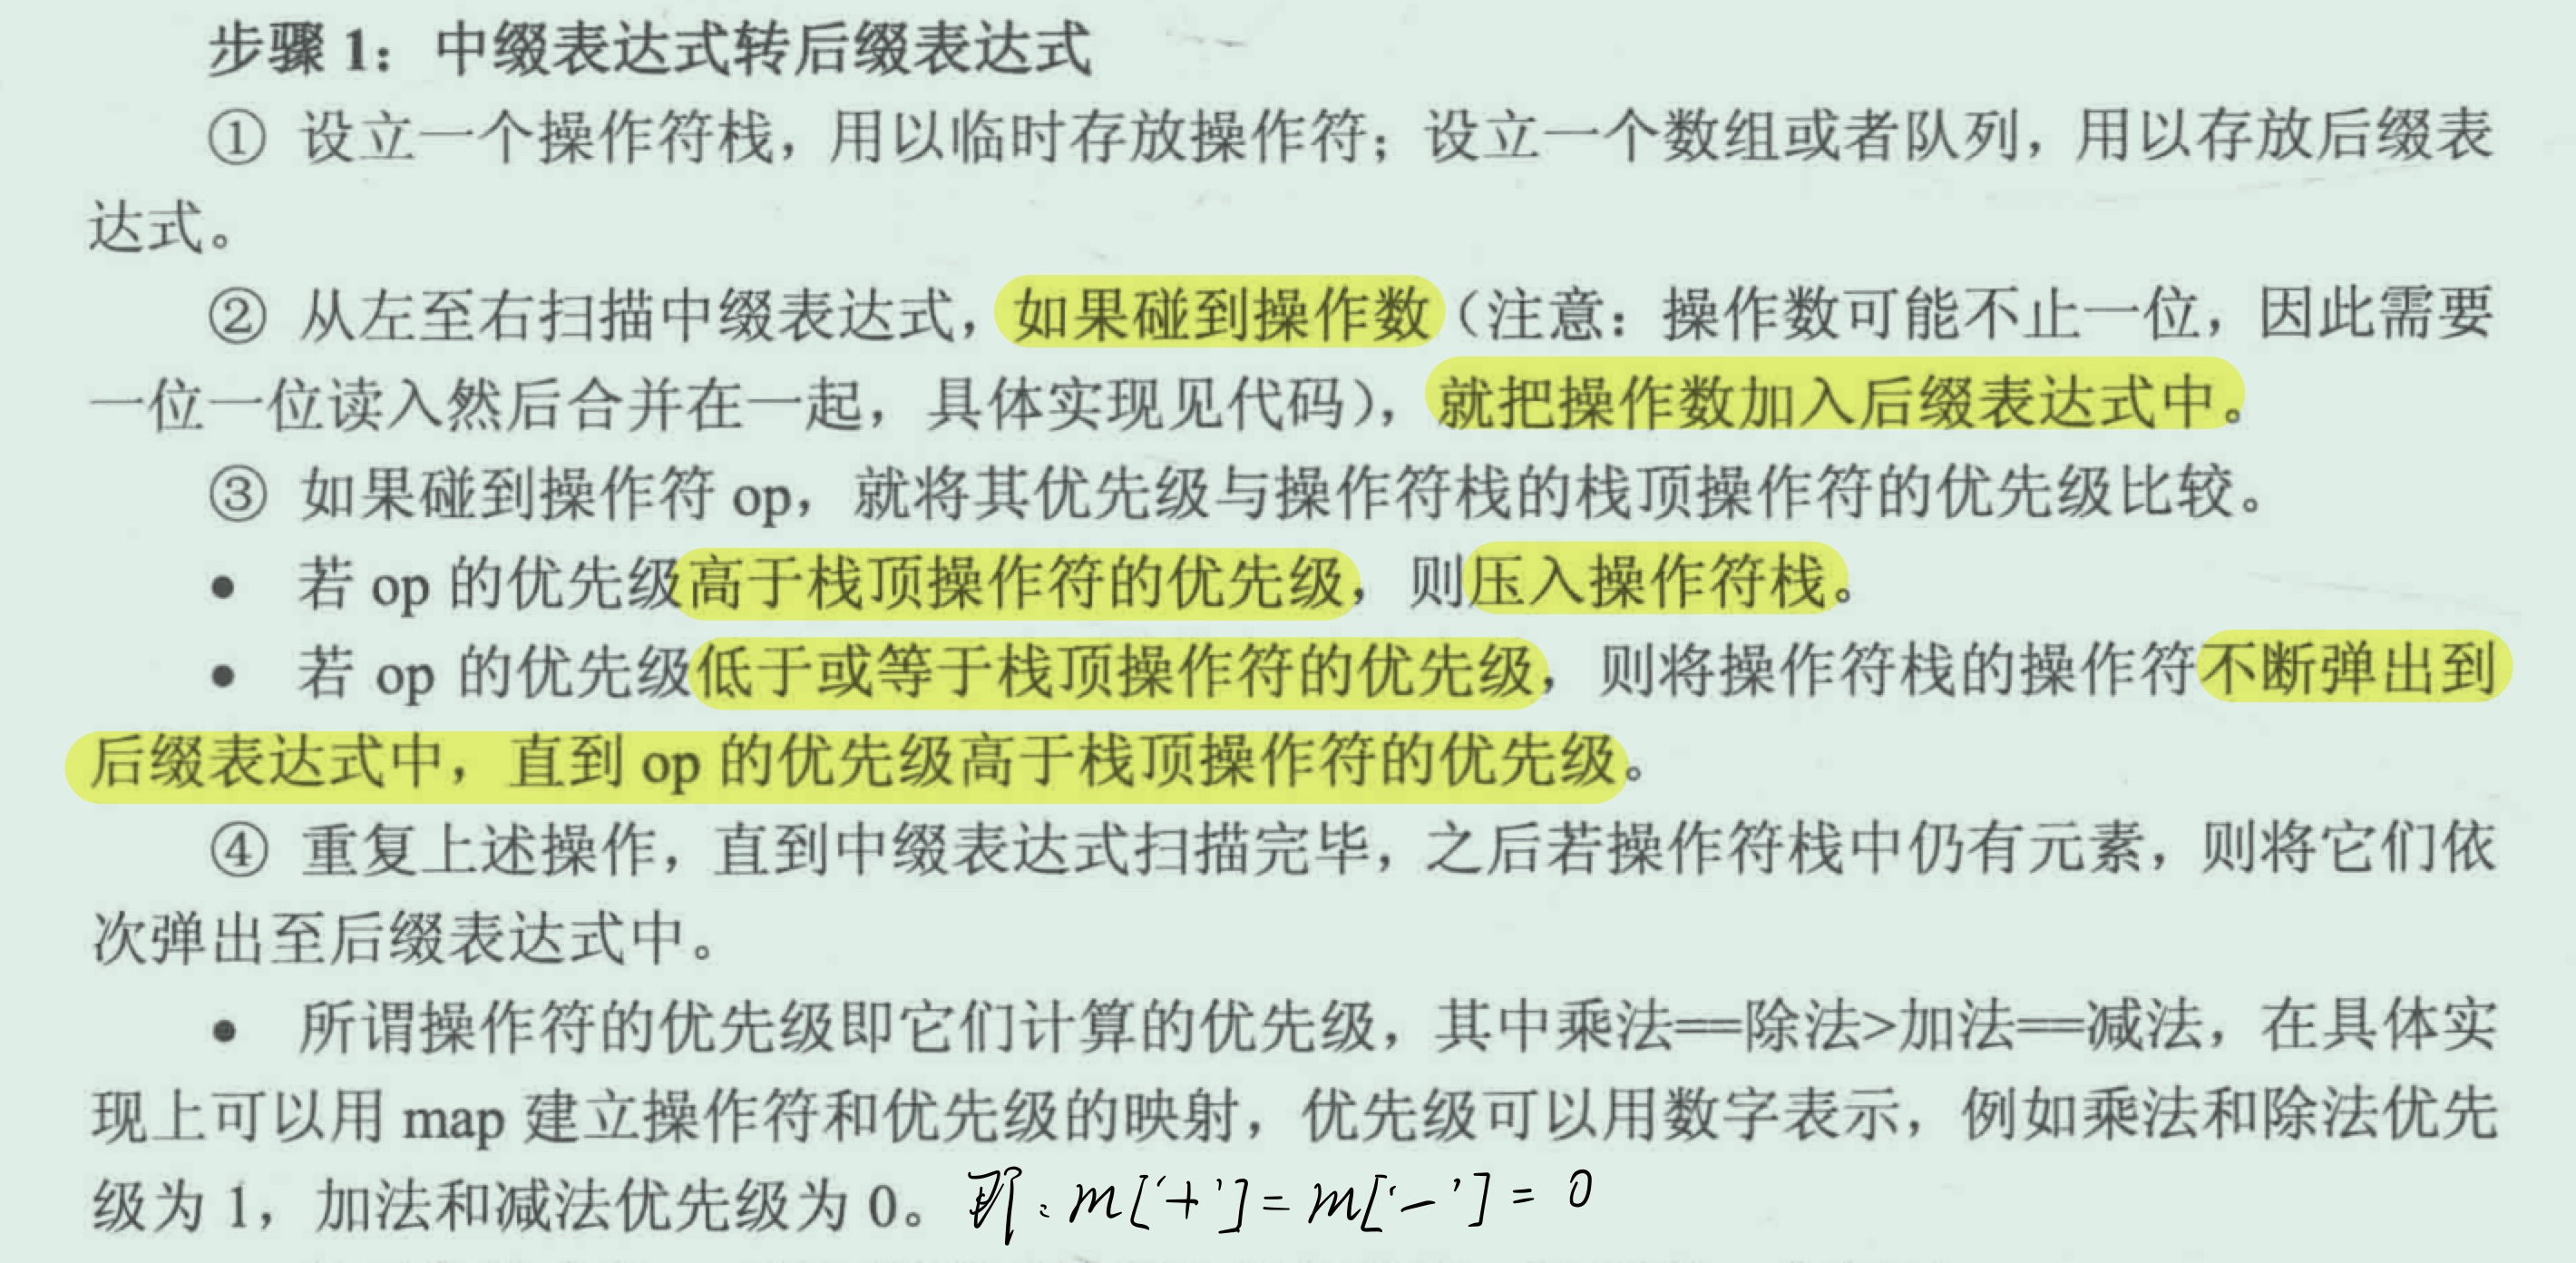 步骤 1：中缀表达式转后缀表达式
① 设立一个操作符栈，用以临时存放操作符；设立一个数组或者队列，用以存放后缀表
达式。
② 从左至右扫描中缀表达式，如果碰到操作数（注意：操作数可能不止一位，因此需要
一位一位读入然后合并在一起，具体实现见代码），就把操作数加入后缀表达式中。
③ 如果碰到操作符 op，就将其优先级与操作符栈的栈顶操作符的优先级比较。
● 若 op 的优先级高于栈顶操作符的优先级，则压入操作符栈。
● 若 op 的优先级低于或等于栈顶操作符的优先级，则将操作符栈的操作符不断弹出到
后缀表达式中，直到 op 的优先级高于栈顶操作符的优先级。
④ 重复上述操作，直到中缀表达式扫描完毕，之后若操作符栈中仍有元素，则将它们依
次弹出至后缀表达式中。
● 所谓操作符的优先级即它们计算的优先级，其中乘法==除法>加法==减法，在具体实
现上可以用 map 建立操作符和优先级的映射，优先级可以用数字表示，例如乘法和除法优先
级为 1，加法和减法优先级为 0。 : m['+'] = m['-'] = 0